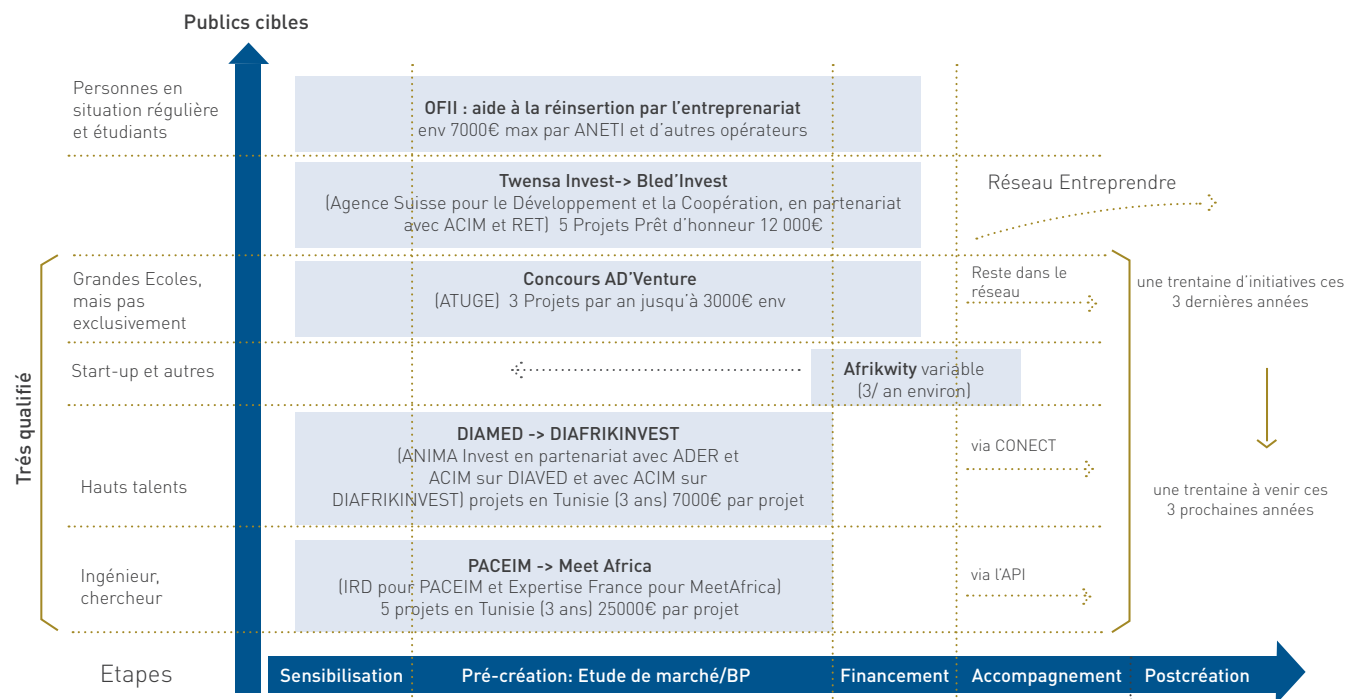 Publics cibles
Personnes en
situation régulière
et étudiants
OFII : aide à la réinsertion par l'entreprenariat
env 7000€ max par ANETI et d'autres opérateurs
Twensa Invest-> Bled'Invest
(Agence Suisse pour le Développement et la Coopération, en partenariat
avec ACIM et RET) 5 Projets Prêt d'honneur 12 000€
Réseau Entreprendre
Trés qualifié
Grandes Ecoles,
mais pas
exclusivement
Concours AD'Venture
(ATUGE) 3 Projets par an jusqu'à 3000€ env
Reste dans le
réseau
une trentaine d'initiatives ces
3 dernières années
Start-up et autres
Afrikwity variable
(3/ an environ)
Hauts talents
DIAMED -> DIAFRIKINVEST
(ANIMA Invest en partenariat avec ADER et
ACIM sur DIAVED et avec ACIM sur
DIAFRIKINVEST) projets en Tunisie (3 ans) 7000€ par projet
via CONECT
une trentaine à venir ces
3 prochaines années
Ingénieur,
chercheur
PACEIM -> Meet Africa
(IRD pour PACEIM et Expertise France pour MeetAfrica)
5 projets en Tunisie (3 ans) 25000€ par projet
via l'API
Etapes
Sensibilisation
Pré-création: Etude de marché/BP
Financement
Accompagnement
Postcréation